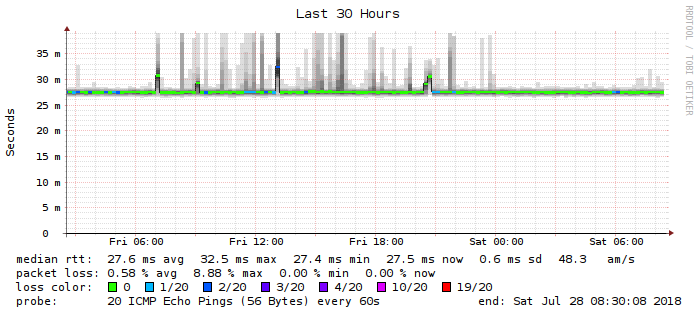 Last 30 Hours
RRDTOOL / TOBI OETIKER
Seconds
35 m
30 m
25 m
20 m
15 m
10 m
5 m
0
Fri 06:00 Fri 12:00 Fri 18:00 Sat 00:00 Sat 06:00
median rtt: 27.6 ms avg 32.5 ms max 27.4 ms min 27.5 ms now 0.6 ms sd 48.3 am/s
packet loss: 0.58 % avg 8.88 % max 0.00 % min 0.00 % now
loss color: 0 1/20 2/20 3/20 4/20 10/20 19/20
probe: 20 ICMP Echo Pings (56 Bytes) every 60s end: Sat Jul 28 08:30:08 2018